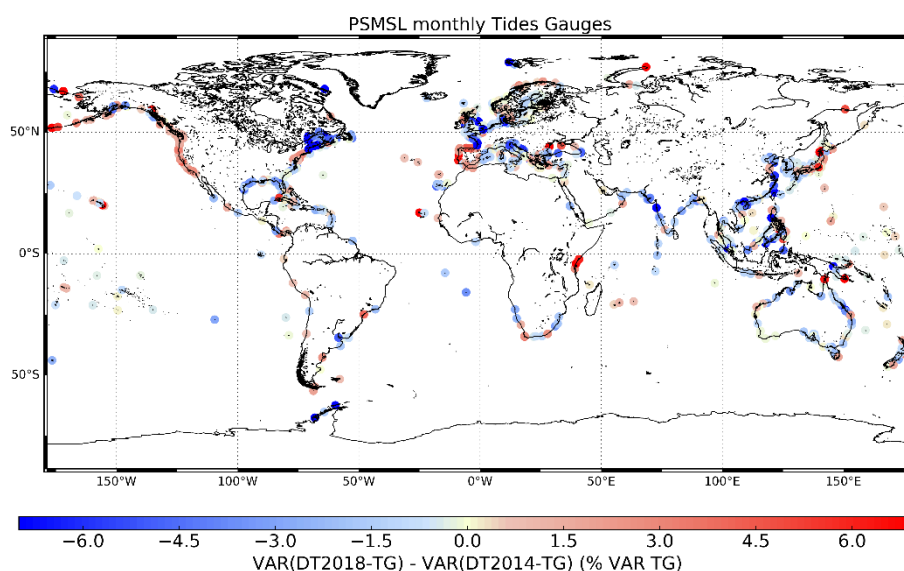 PSMSL monthly Tides Gauges
50°N
0°S
50°S
150°W 100°W 50°W 0°W 50°E 100°E 150°E
−6.0 −4.5 −3.0 −1.5 0.0 1.5 3.0 4.5 6.0
VAR(DT2018-TG) - VAR(DT2014-TG) (% VAR TG)